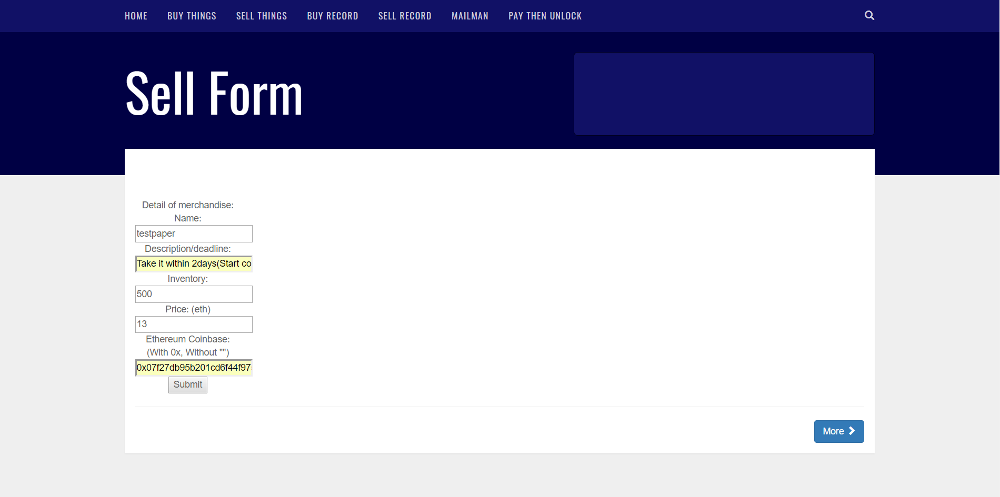 HOME BUY THINGS SELL THINGS BUY RECORD SELL RECORD MAILMAN PAY THEN UNLOCK
Sell Form
Detail of merchandise:
Name:
testpaper
Description/deadline:
Take it within 2days(Start co
Inventory:
500
Price: (eth)
13
Ethereum Coinbase:
(With 0x, Without "")
0x07f27db95b201cd6f44f97
Submit
More